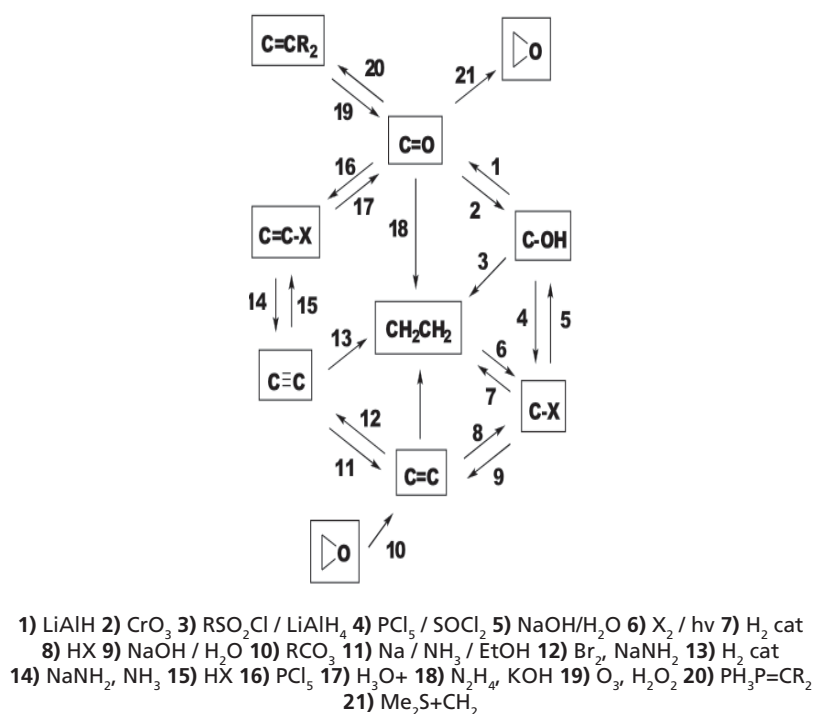 C=CR₂
O
20
21
19
C=O
16
1
17
2
18
C=C-X
C-OH
3
14
15
4
5
13
CH₂CH₂
6
C≡C
7
C-X
12
8
11
C=C
9
O
10
1) LiAlH 2) CrO₃ 3) RSO₂Cl / LiAlH₄ 4) PCl₅ / SOCl₂ 5) NaOH/H₂O 6) X₂ / hv 7) H₂ cat
8) HX 9) NaOH / H₂O 10) RCO₃ 11) Na / NH₃ / EtOH 12) Br₂, NaNH₂ 13) H₂ cat
14) NaNH₂, NH₃ 15) HX 16) PCl₅ 17) H₃O+ 18) N₂H₄, KOH 19) O₃, H₂O₂ 20) PH₃P=CR₂
21) Me₂S+CH₂